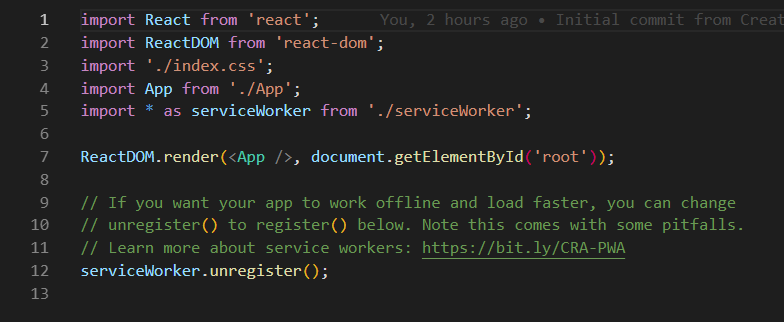 1 import React from 'react'; You, 2 hours ago • Initial commit from Creat
2 import ReactDOM from 'react-dom';
3 import './index.css';
4 import App from './App';
5 import * as serviceWorker from './serviceWorker';
6
7 ReactDOM.render(<App />, document.getElementById('root'));
8
9 // If you want your app to work offline and load faster, you can change
10 // unregister() to register() below. Note this comes with some pitfalls.
11 // Learn more about service workers: https://bit.ly/CRA-PWA
12 serviceWorker.unregister();
13